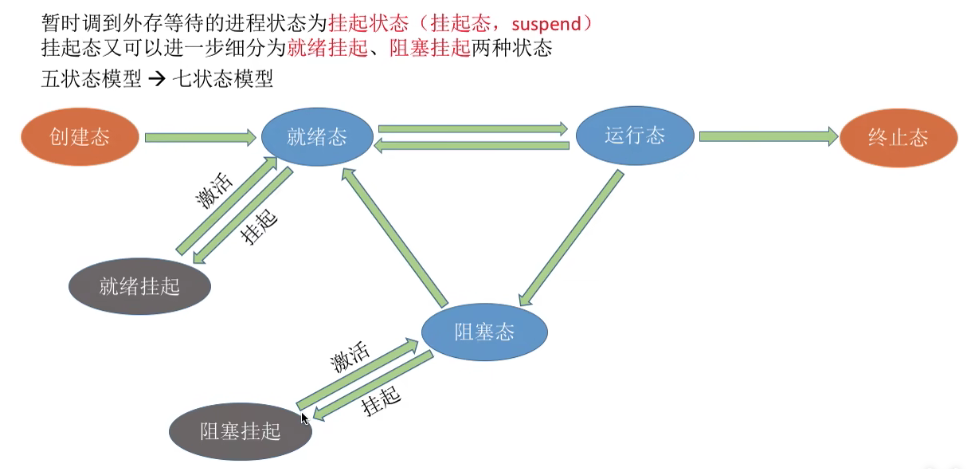 暂时调到外存等待的进程状态为挂起状态（挂起态，suspend）
挂起态又可以进一步细分为就绪挂起、阻塞挂起两种状态
五状态模型→七状态模型
创建态
就绪态
运行态
终止态
激活
挂起
就绪挂起
阻塞态
激活
挂起
阻塞挂起